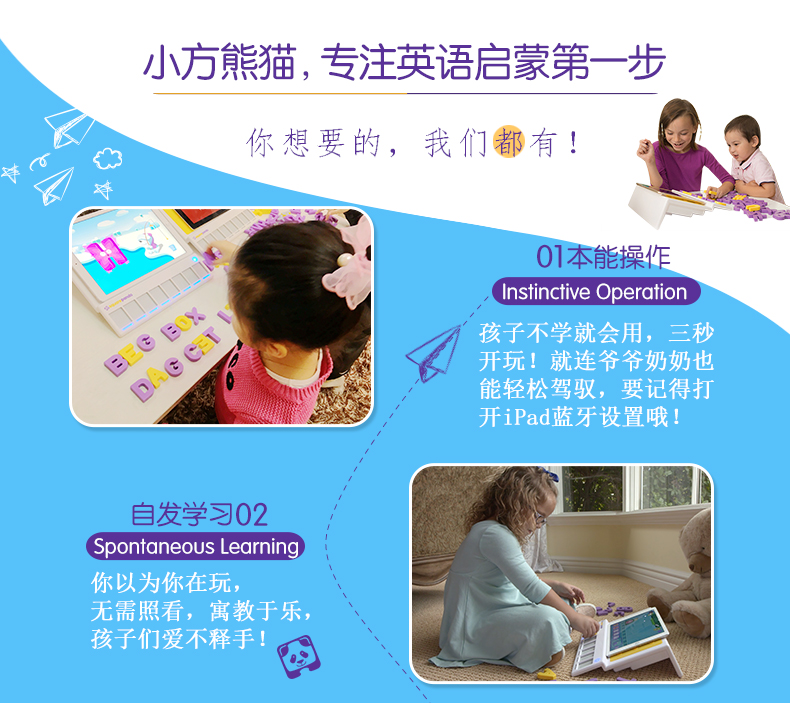 小方熊猫，专注英语启蒙第一步
你想要的，我们都有！
01本能操作
Instinctive Operation
孩子不学就会用，三秒
开玩！就连爷爷奶奶也
能轻松驾驭，要记得打
开iPad蓝牙设置哦！
BEG BOX
DAG GET
自发学习02
Spontaneous Learning
你以为你在玩，
无需照看，寓教于乐，
孩子们爱不释手！